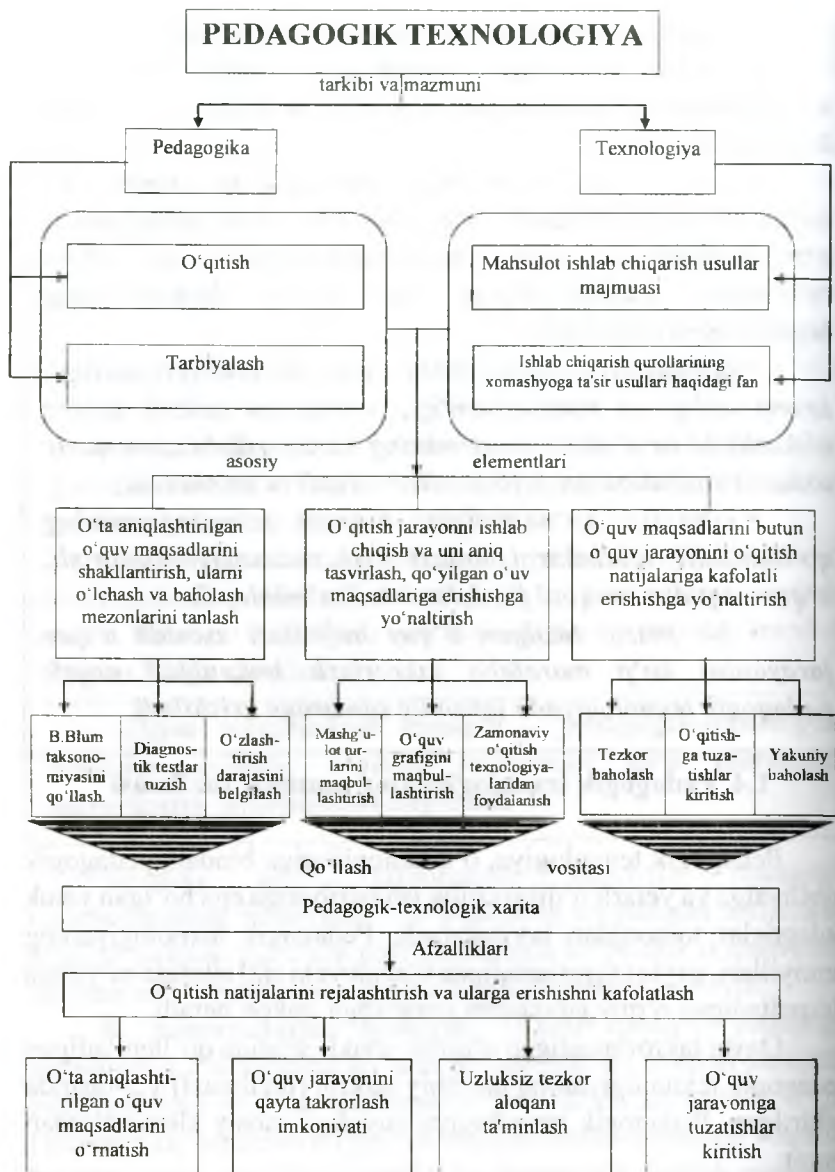 PEDAGOGIK TEXNOLOGIYA
tarkibi va mazmuni
Pedagogika
Texnologiya
O‘qitish
Tarbiyalash
Mahsulot ishlab chiqarish usullar
majmuasi
Ishlab chiqarish qurollarining
xomashyoga ta'sir usullari haqidagi fan
asosiy
elementlari
O‘ta aniqlashtirilgan
o‘quv maqsadlarini
shakllantirish, ularni
o‘lchash va baholash
mezonlarini tanlash
O‘qitish jarayonni ishlab
chiqish va uni aniq
tasvirlash, qo‘yilgan o‘uv
maqsadlariga erishishga
yo‘naltirish
O‘quv maqsadlarini butun
o‘quv jarayonini o‘qitish
natijalariga kafolatli
erishishga yo‘naltirish
B.Blum
taksono-
miyasini
qo‘llash
Diagnos-
tik testlar
tuzish
O‘zlash-
tirish
darajasini
belgilash
Mashg‘u-
lot tur-
larini
maqbul-
lashtirish
O‘quv
grafigini
maqbul-
lashtirish
Zamonaviy
o‘qitish
texnologiya-
laridan
foydalanish
Tezkor
baholash
O‘qitish-
ga tuza-
tishlar
kiritish
Yakuniy
baholash
Qo‘llash
vositasi
Pedagogik-texnologik xarita
Afzalliklari
O‘qitish natijalarini rejalashtirish va ularga erishishni kafolatlash
O‘ta aniqlashti-
rilgan o‘quv
maqsadlarini
o‘rnatish
O‘quv jarayonini
qayta takrorlash
imkoniyati
Uzluksiz tezkor
aloqani
ta'minlash
O‘quv
jarayoniga
tuzatishlar
kiritish